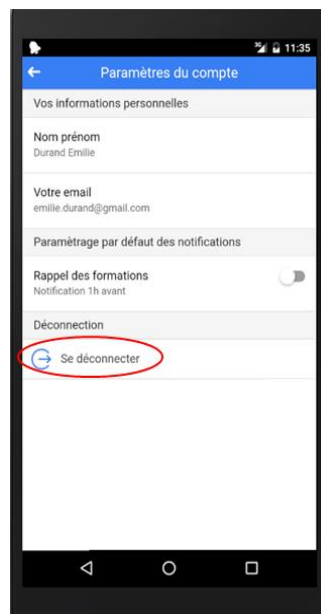 3G 11:35
Paramètres du compte
Vos informations personnelles
Nom prénom
Durand Emilie
Votre email
emilie.durand@gmail.com
Paramètrage par défaut des notifications
Rappel des formations
Notification 1h avant
Déconnection
Se déconnecter